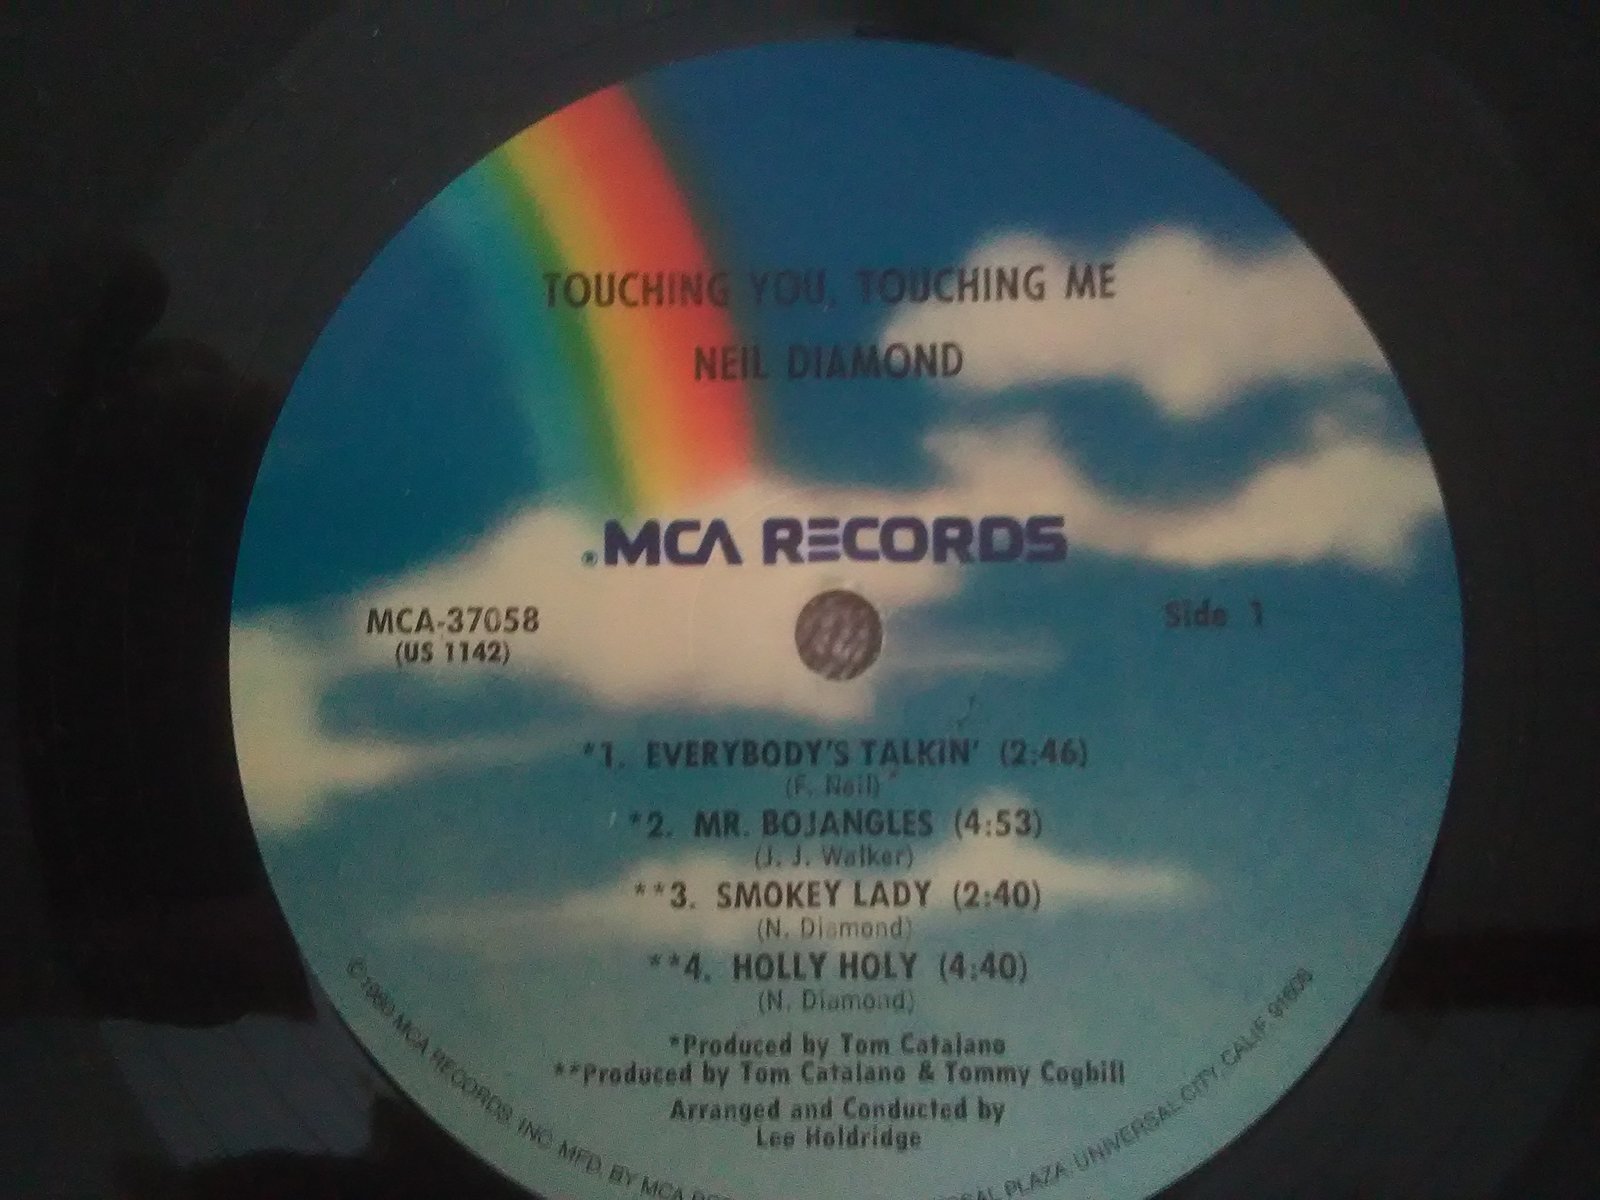 TOUCHING YOU, TOUCHING ME
NEIL DIAMOND
®MCA RECORDS
MCA-37058
(US 1142)
Side 1
*1. EVERYBODY'S TALKIN' (2:46)
(F. Neil)
*2. MR. BOJANGLES (4:53)
(J. J. Walker)
**3. SMOKEY LADY (2:40)
(N. Diamond)
**4. HOLLY HOLY (4:40)
(N. Diamond)
*Produced by Tom Catalano
**Produced by Tom Catalano & Tommy Cogbill
Arranged and Conducted by
Lee Holdridge
©1980 MCA RECORDS, INC. MFD. BY MCA PLAZA, UNIVERSAL CITY, CALIF. 91608